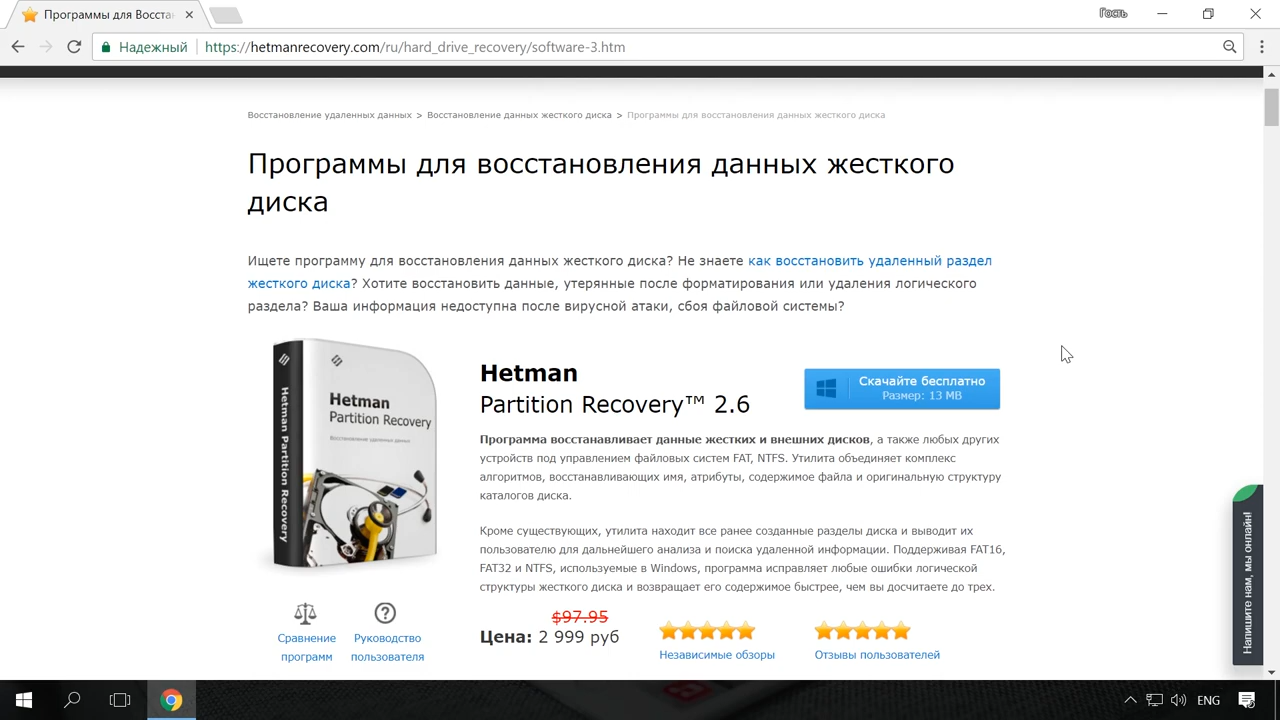 Программы для Восста
Гость
Надежный
https://hetmanrecovery.com/ru/hard_drive_recovery/software-3.htm
Восстановление удаленных данных > Восстановление данных жесткого диска > Программы для восстановления данных жесткого диска
Программы для восстановления данных жесткого
диска
Ищете программу для восстановления данных жесткого диска? Не знаете как восстановить удаленный раздел
жесткого диска? Хотите восстановить данные, утерянные после форматирования или удаления логического
раздела? Ваша информация недоступна после вирусной атаки, сбоя файловой системы?
Hetman Partition Recovery
Hetman
Partition Recovery
Восстановление удаленных данных
Hetman
Partition Recovery™ 2.6
Скачайте бесплатно
Размер: 13 MB
Программа восстанавливает данные жестких и внешних дисков, а также любых других
устройств под управлением файловых систем FAT, NTFS. Утилита объединяет комплекс
алгоритмов, восстанавливающих имя, атрибуты, содержимое файла и оригинальную структуру
каталогов диска.
Кроме существующих, утилита находит все ранее созданные разделы диска и выводит их
пользователю для дальнейшего анализа и поиска удаленной информации. Поддерживая FAT16,
FAT32 и NTFS, используемые в Windows, программа исправляет любые ошибки логической
структуры жесткого диска и возвращает его содержимое быстрее, чем вы досчитаете до трех.
$97.95
Цена: 2 999 руб
Независимые обзоры
Отзывы пользователей
Сравнение
программ
Руководство
пользователя
Напишите нам, мы онлайн!
ENG